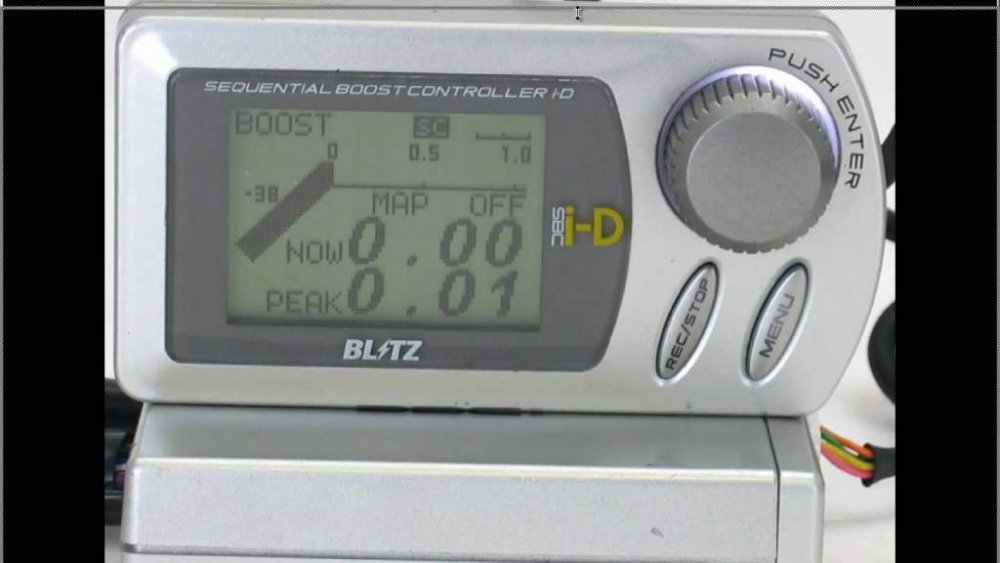 SEQUENTIAL BOOST CONTROLLER i-D
PUSH ENTER
BOOST SC
0 0.5 1.0
-38
MAP OFF
NOW 0.00
PEAK 0.01
SBC i-D
REC/STOP
MENU
BLITZ